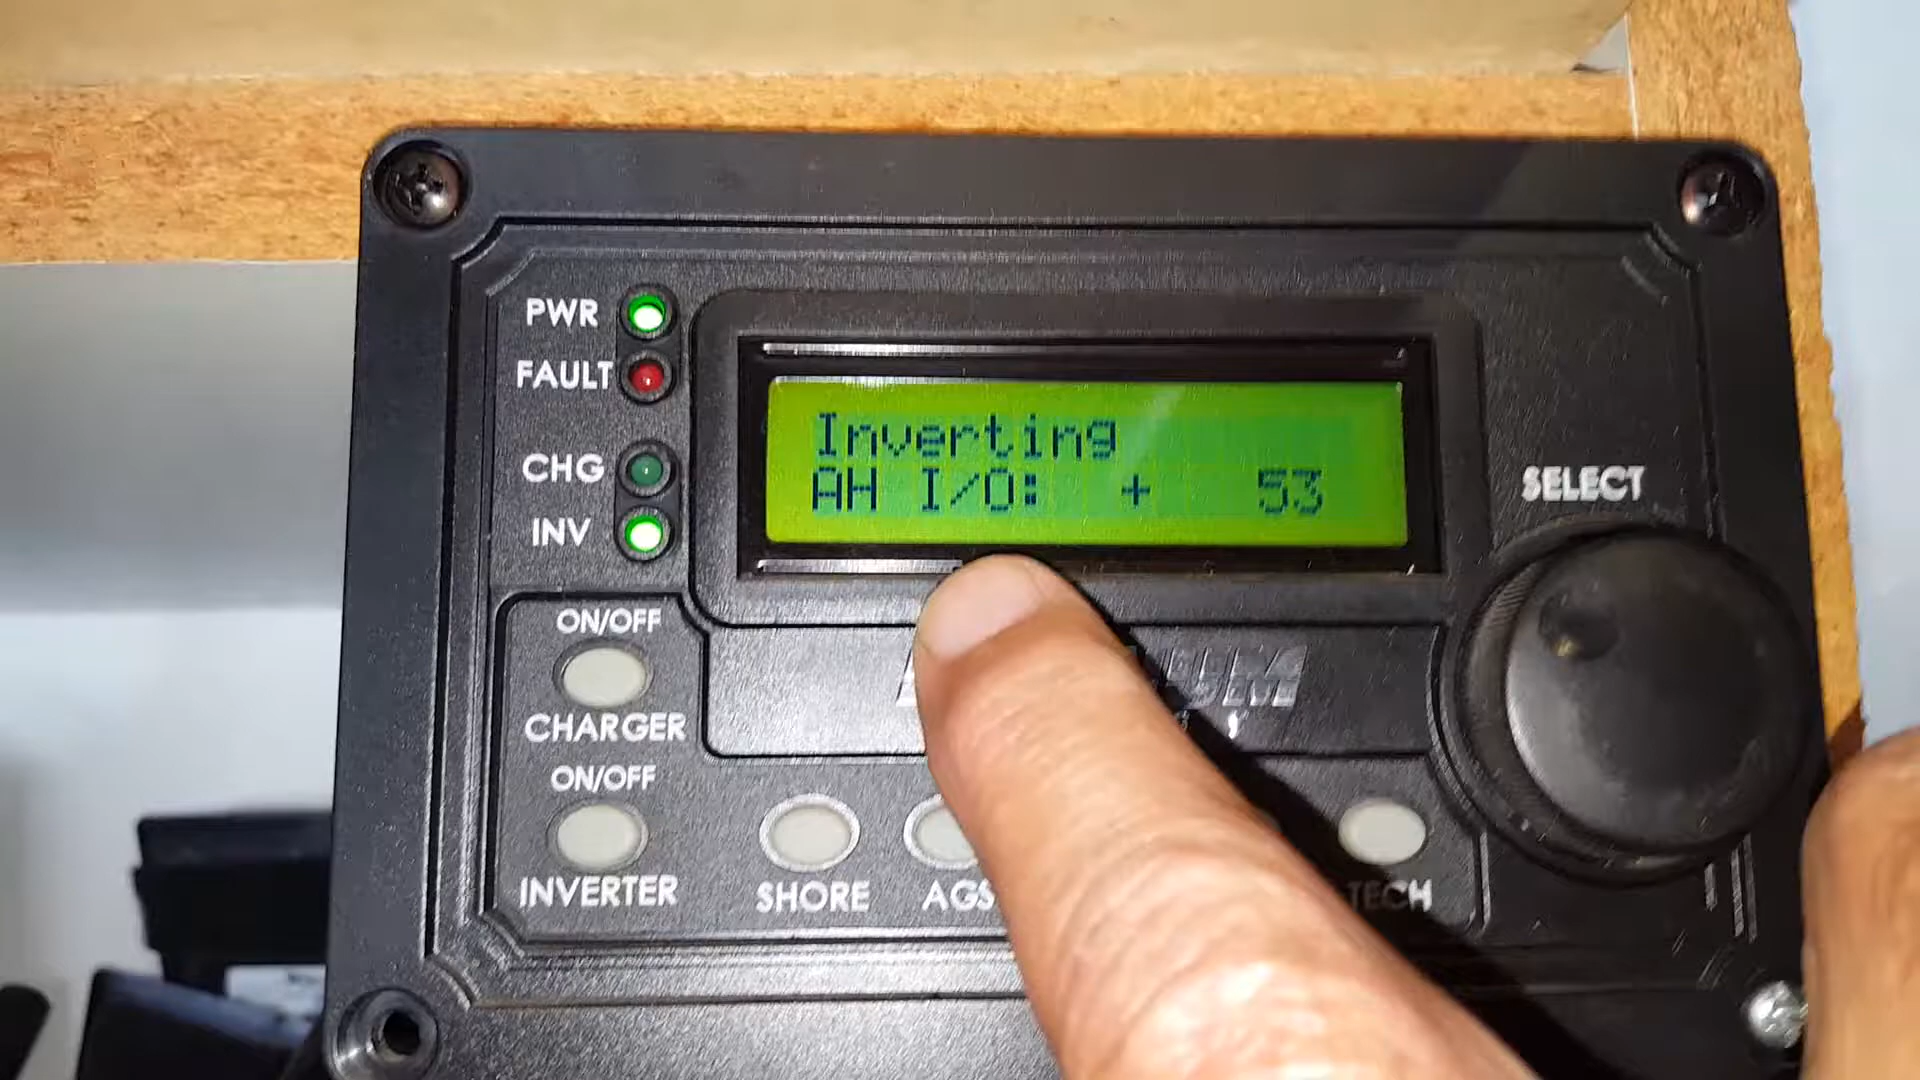 PWR
FAULT
CHG
INV
Inverting
AH I/O: + 53
SELECT
ON/OFF
CHARGER
ON/OFF
INVERTER
SHORE
AGS
TECH